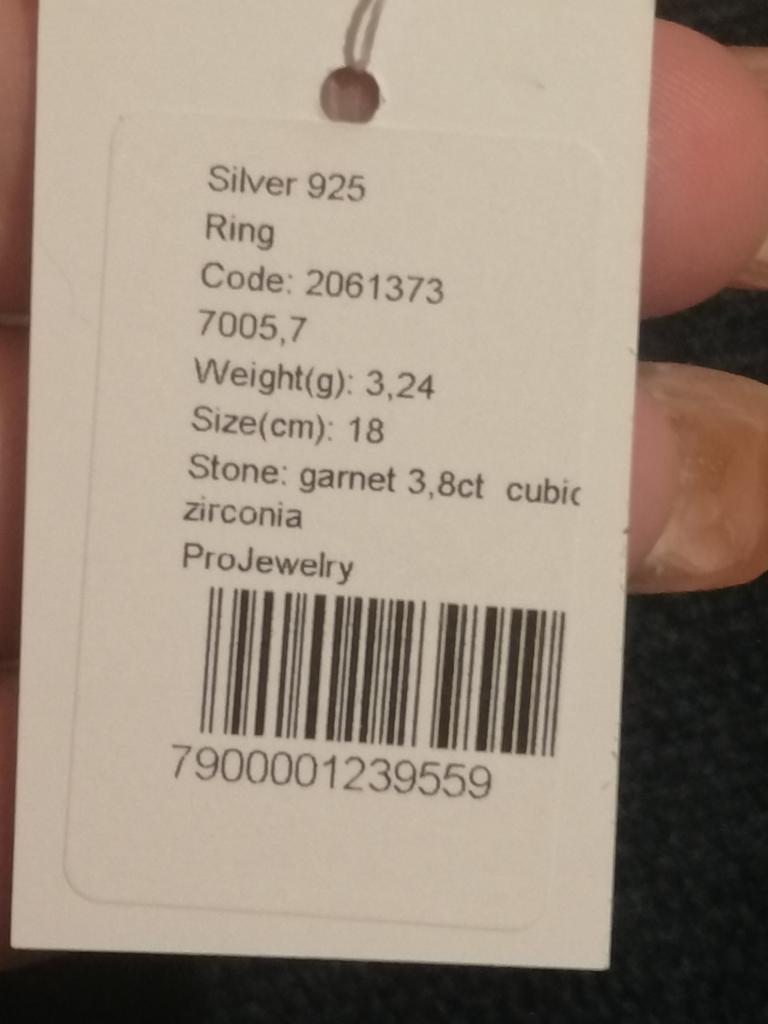 Silver 925
Ring
Code: 2061373
7005,7
Weight(g): 3,24
Size(cm): 18
Stone: garnet 3,8ct cubic
zirconia
ProJewelry
7900001239559